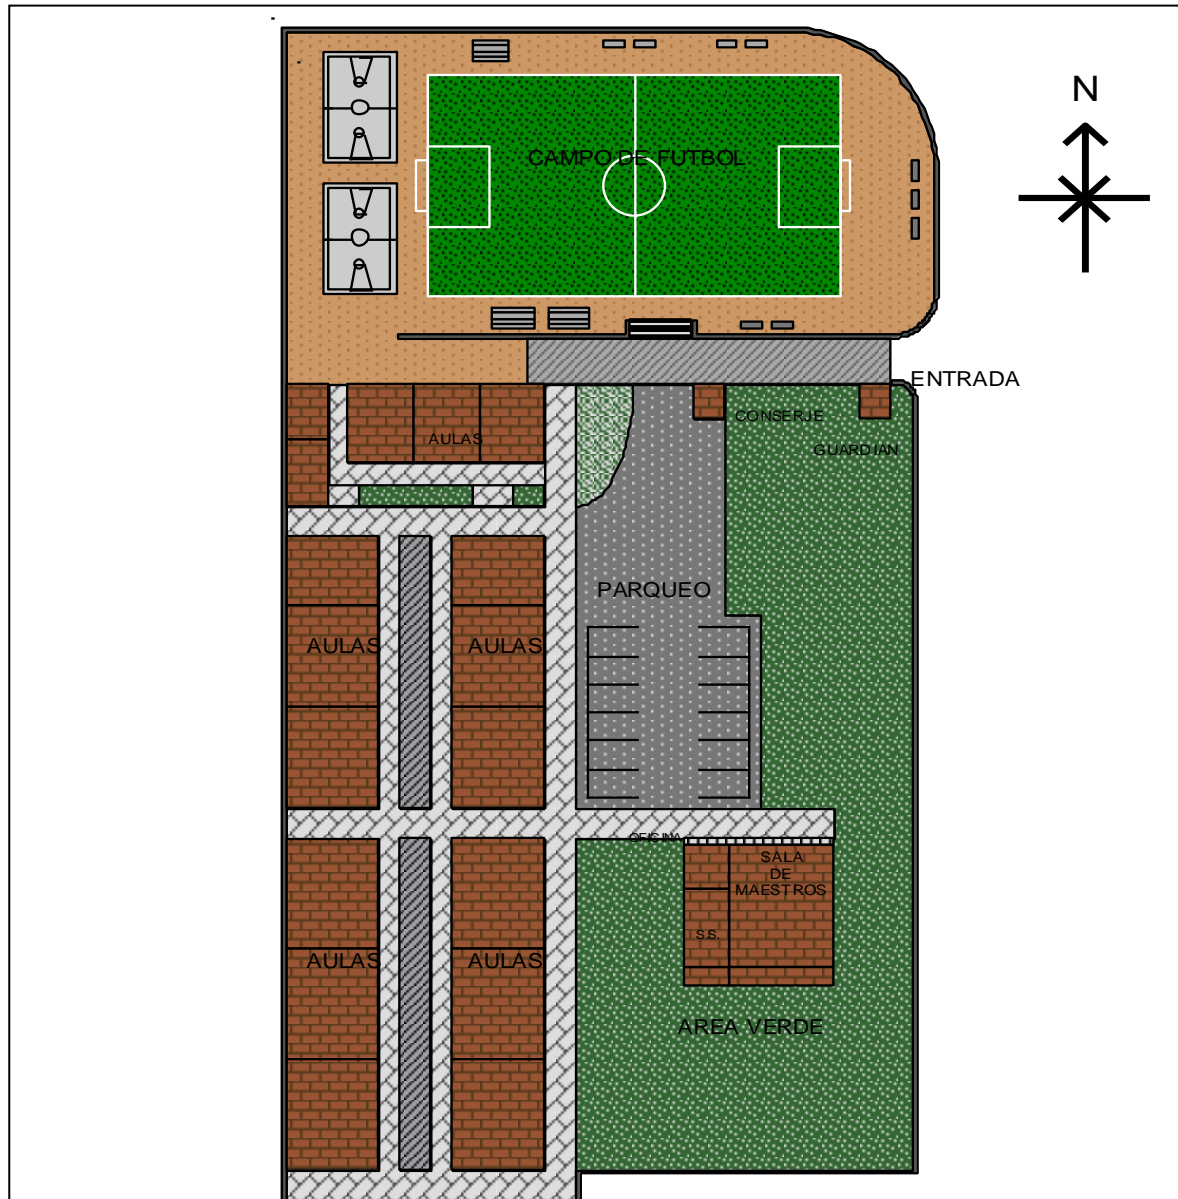 N
CAMPO DE FUTBOL
ENTRADA
CONSERJE
AULAS
GUARDIAN
PARQUEO
AULAS
AULAS
OFICINA
SALA
DE
MAESTROS
S.S.
AULAS
AULAS
AREA VERDE